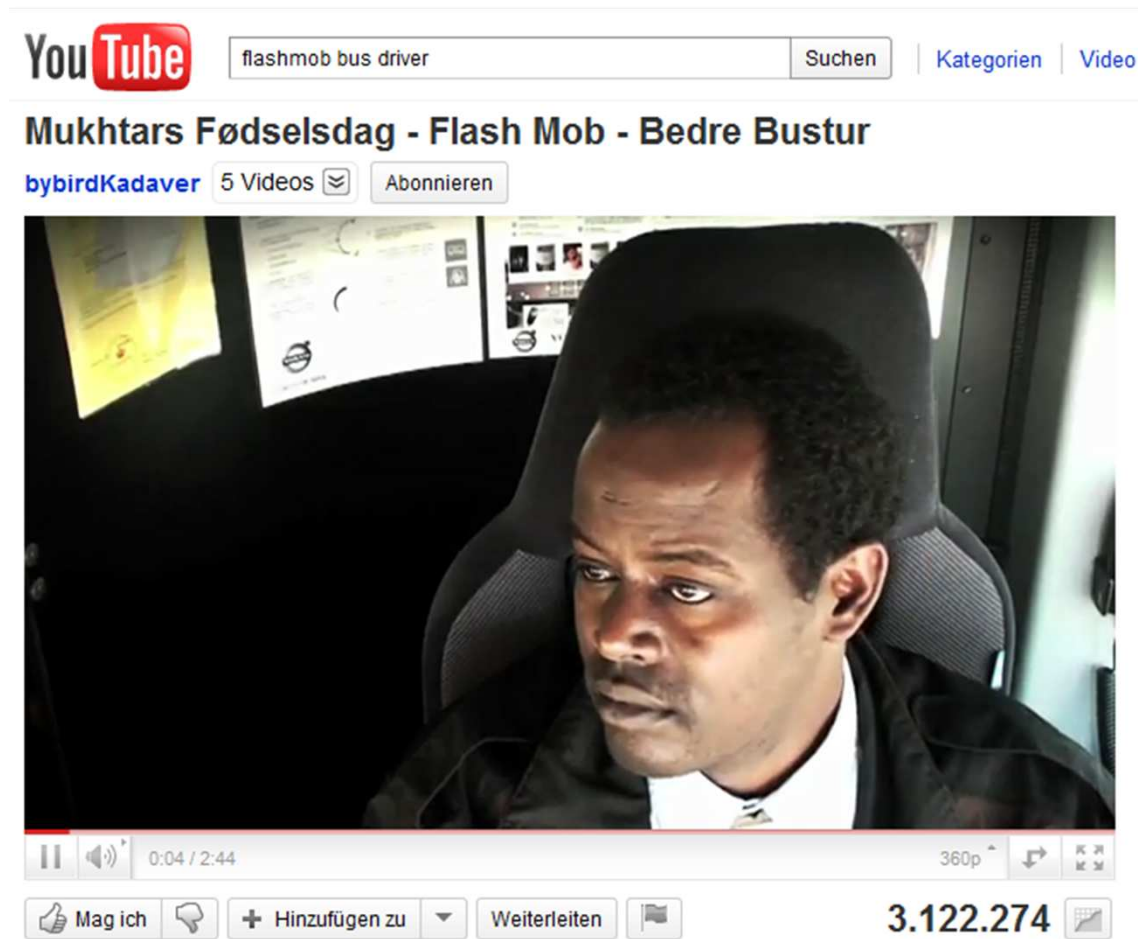 YouTube flashmob bus driver Suchen Kategorien Video
Mukhtars Fødselsdag - Flash Mob - Bedre Bustur
bybirdKadaver 5 Videos Abonnieren
VOLVO
0:04 / 2:44 360p
Mag ich Hinzufügen zu Weiterleiten 3.122.274